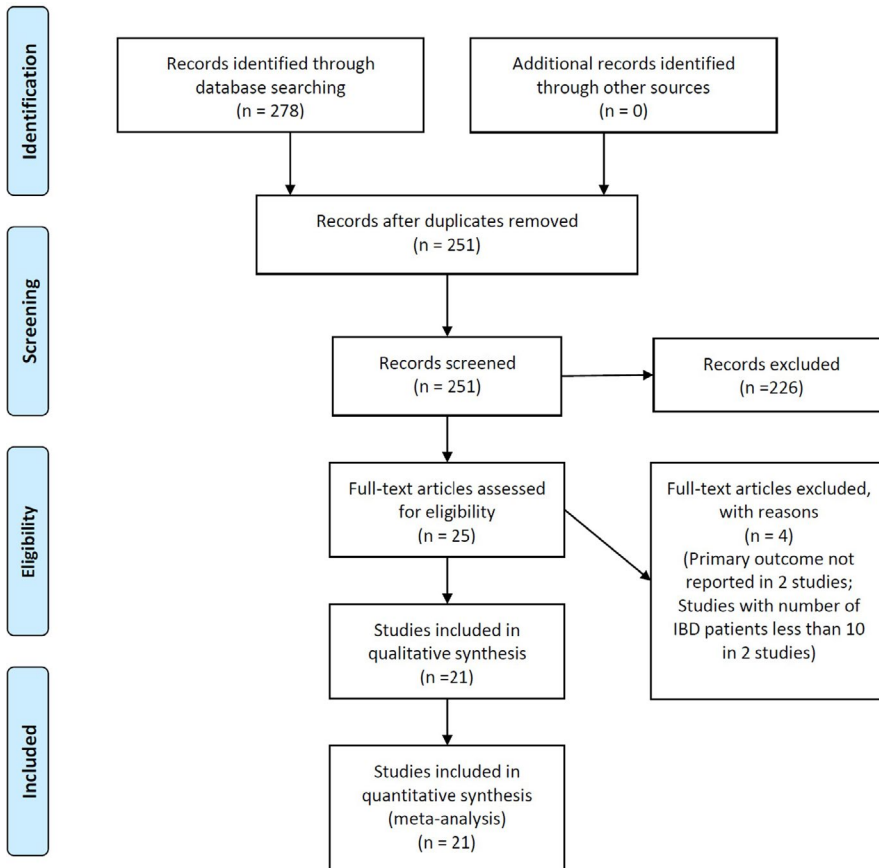 Identification
Records identified through
database searching
(n = 278)
Additional records identified
through other sources
(n = 0)
Records after duplicates removed
(n = 251)
Screening
Records screened
(n = 251)
Records excluded
(n =226)
Eligibility
Full-text articles assessed
for eligibility
(n = 25)
Full-text articles excluded,
with reasons
(n = 4)
(Primary outcome not
reported in 2 studies;
Studies with number of
IBD patients less than 10
in 2 studies)
Studies included in
qualitative synthesis
(n =21)
Included
Studies included in
quantitative synthesis
(meta-analysis)
(n = 21)